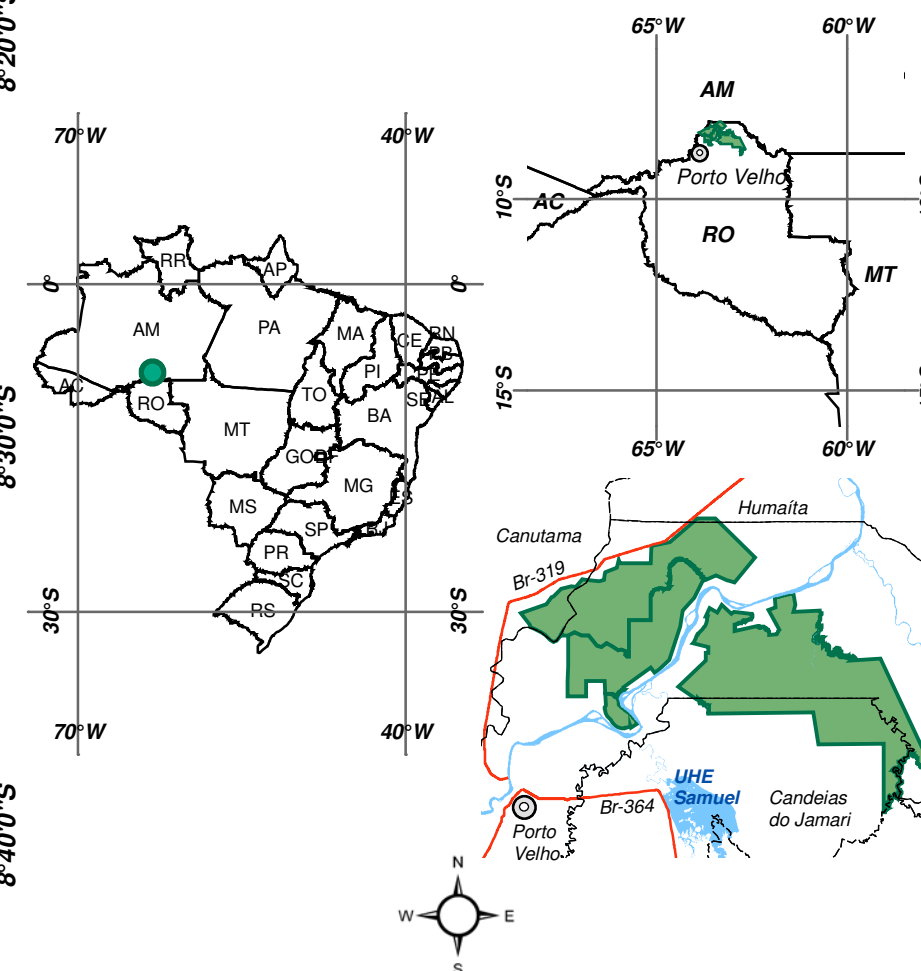 8°20'0"S
8°30'0"S
8°40'0"S
70°W
40°W
0°
0°
30°S
30°S
70°W
40°W
RR
AP
AM
PA
MA
CE
RN
PB
PI
PE
AC
TO
SE
AL
RO
BA
MT
GO
DF
MG
ES
MS
SP
RJ
PR
SC
RS
65°W
60°W
AM
Porto Velho
10°S
AC
RO
MT
15°S
65°W
60°W
Humaíta
Canutama
Br-319
UHE
Samuel
Br-364
Candeias
do Jamari
Porto
Velho
N
W
E
S